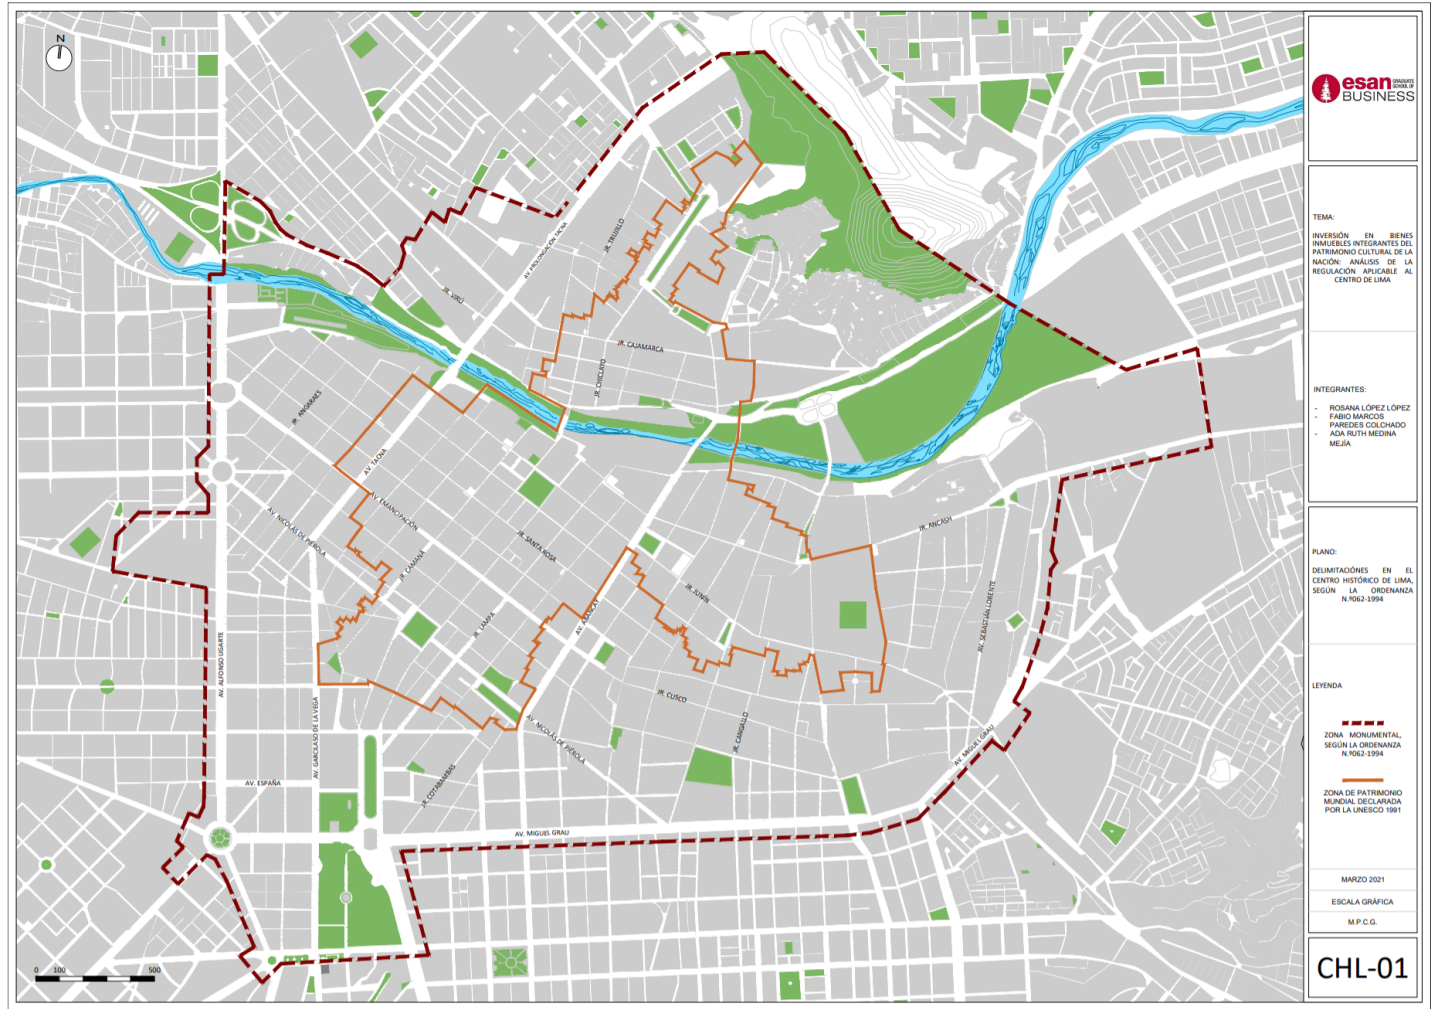 N
JR. TRUJILLO
AV. PROLONGACIÓN TACNA
JR. VIRÚ
JR. CAJAMARCA
JR. CHICLAYO
JR. ANGARAES
AV. TACNA
AV. EMANCIPACIÓN
AV. NICOLÁS DE PIÉROLA
JR. SANTA ROSA
JR. ANCASH
JR. CAMANÁ
JR. JUNÍN
JR. LAMPA
AV. ABANCAY
AV. SEBASTIÁN LORENTE
AV. ALFONSO UGARTE
JR. CUSCO
AV. GARCILASO DE LA VEGA
AV. NICOLÁS DE PIÉROLA
JR. CANGALLO
AV. MIGUEL GRAU
AV. ESPAÑA
JR. COTABAMBAS
AV. MIGUEL GRAU
0 100 500
esan GRADUATE
SCHOOL OF
BUSINESS
TEMA:
INVERSIÓN EN BIENES
INMUEBLES INTEGRANTES DEL
PATRIMONIO CULTURAL DE LA
NACIÓN: ANÁLISIS DE LA
REGULACIÓN APLICABLE AL
CENTRO DE LIMA
INTEGRANTES:
- ROSANA LÓPEZ LÓPEZ
- FABIO MARCOS
PAREDES COLCHADO
- ADA RUTH MEDINA
MEJÍA
PLANO:
DELIMITACIÓNES EN EL
CENTRO HISTÓRICO DE LIMA,
SEGÚN LA ORDENANZA
N.º062-1994
LEYENDA
ZONA MONUMENTAL,
SEGÚN LA ORDENANZA
N.º062-1994
ZONA DE PATRIMONIO
MUNDIAL DECLARADA
POR LA UNESCO 1991
MARZO 2021
ESCALA GRÁFICA
M.P.C.G.
CHL-01